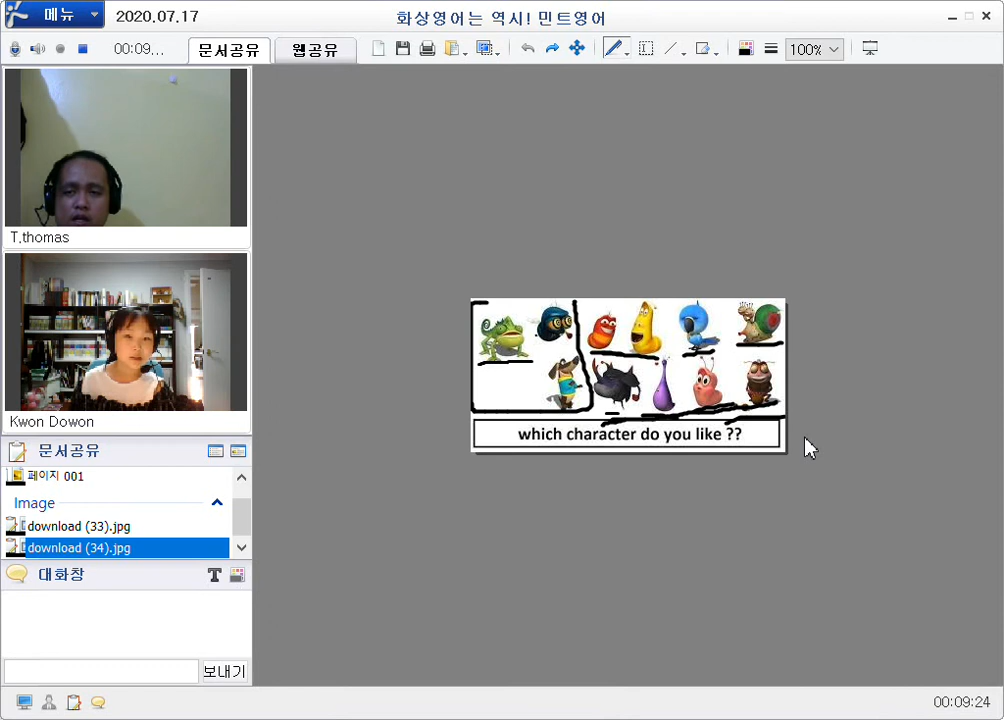 메뉴
2020.07.17
화상영어는 역시! 민트영어
00:09...
문서공유
웹공유
100%
T.thomas
Kwon Dowon
문서공유
페이지 001
Image
download (33).jpg
download (34).jpg
대화창
T
보내기
which character do you like ??
00:09:24